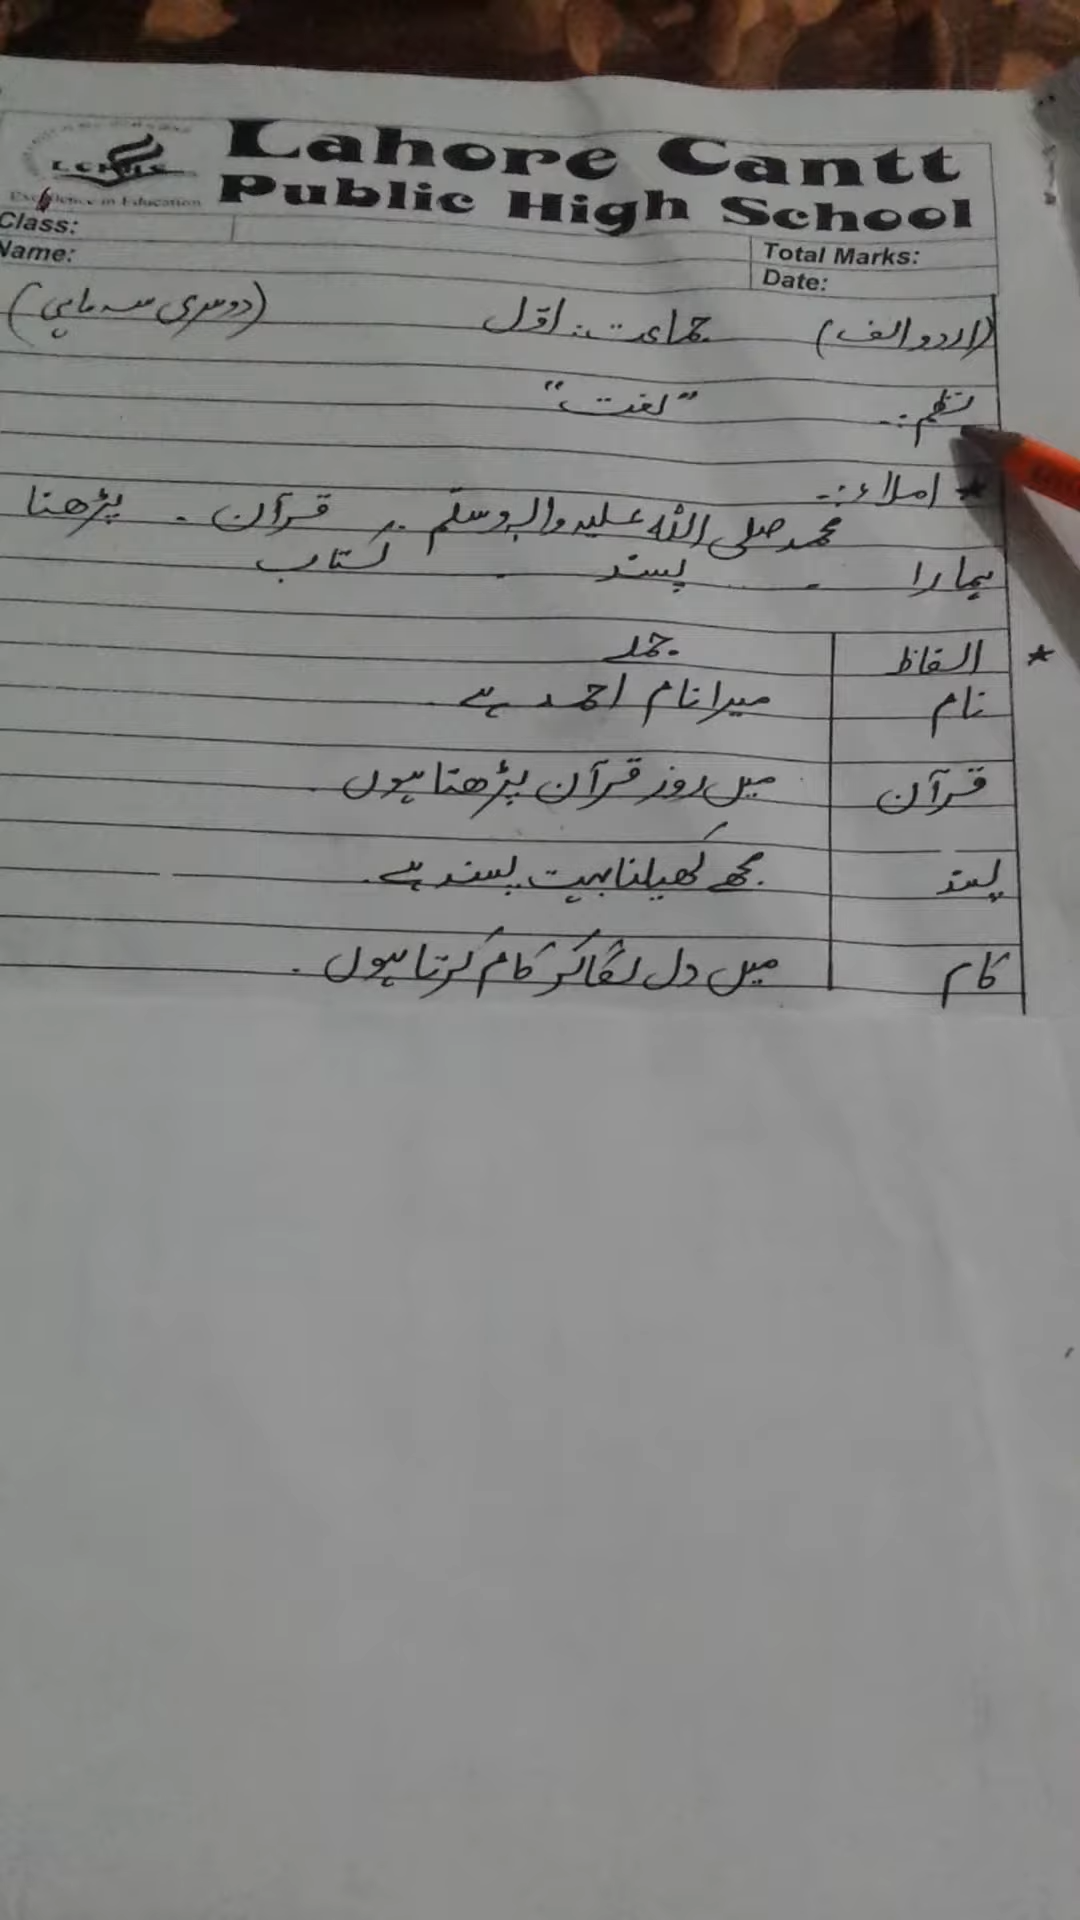 Lahore Cantt
Public High School
L.C.P.H.S
Excellence in Education
Class:
Name:
Total Marks:
Date:
(اردو الف) جماعت:۔ اوّل (دوسری سہ ماہی)
نظم:۔ "نعت"
* املاء:۔
محمد صلی اللہ علیہ والہ وسلم ۔ قرآن ۔ پڑھنا
ہمارا ۔ پسند ۔ کتاب
* الفاظ جملے
نام میرا نام احمد ہے ۔
قرآن میں روز قرآن پڑھتا ہوں ۔
پسند مجھے کھیلنا بہت پسند ہے ۔
کام میں دل لگا کر کام کرتا ہوں ۔